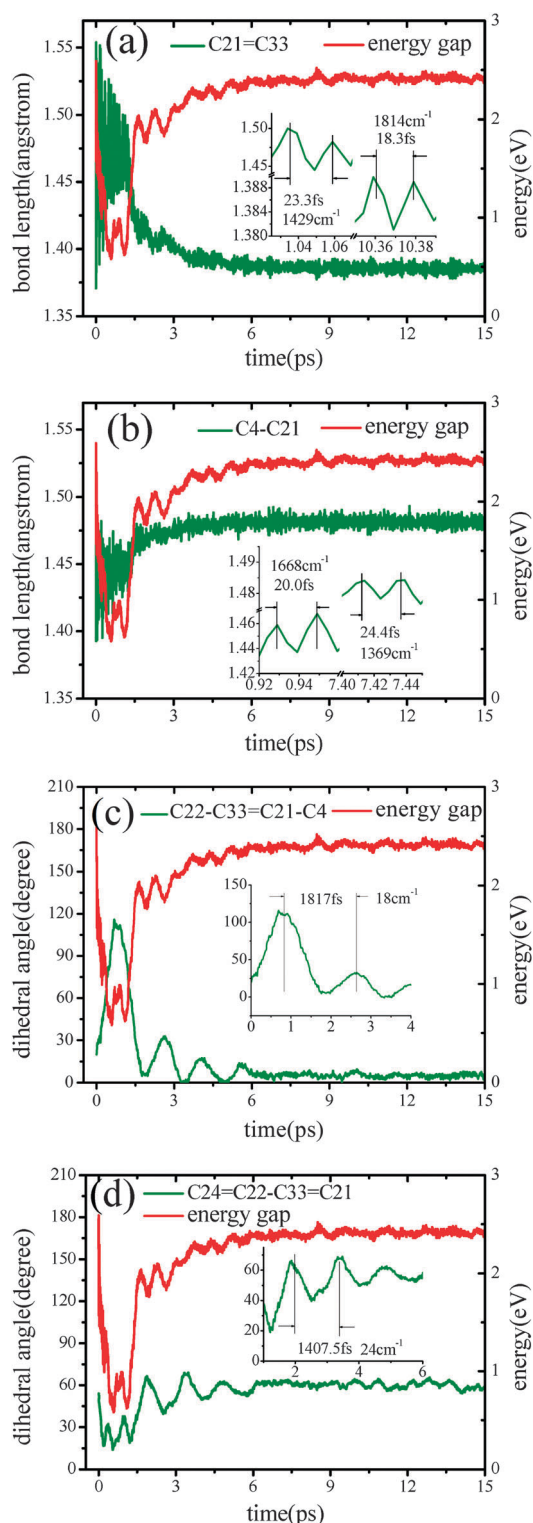 (a)
C21=C33 energy gap
bond length(angstrom)
energy(eV)
1.55
1.50
1.45
1.40
1.35
3
2
1
0
1.50
1.45
1.388
1.384
1.380
23.3fs
1429cm-1
1814cm-1
18.3fs
1.04 1.06 10.36 10.38
0 3 6 9 12 15
time(ps)
(b)
C4-C21 energy gap
bond length(angstrom)
energy(eV)
1.55
1.50
1.45
1.40
1.35
3
2
1
0
1.49
1.48
1.46
1.44
1.42
1668cm-1
20.0fs
24.4fs
1369cm-1
0.92 0.94 7.40 7.42 7.44
0 3 6 9 12 15
time(ps)
(c)
C22-C33=C21-C4 energy gap
dihedral angle(degree)
energy(eV)
210
180
150
120
90
60
30
0
3
2
1
0
150
100
50
0
1817fs 18cm-1
0 1 2 3 4
0 3 6 9 12 15
time(ps)
(d)
C24=C22-C33=C21
energy gap
dihedral angle(degree)
energy(eV)
210
180
150
120
90
60
30
0
3
2
1
0
60
40
20
0
1407.5fs 24cm-1
2 4 6
0 3 6 9 12 15
time(ps)